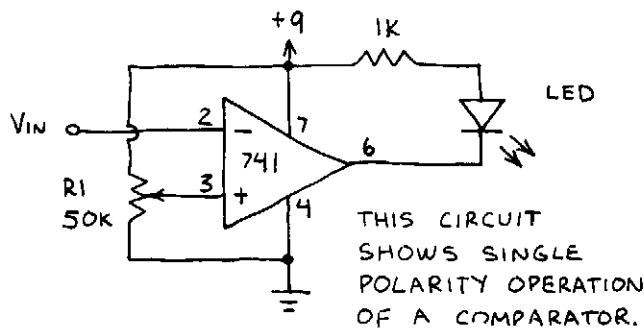 +9
1K
LED
VIN
2
-
7
741
6
3
+
4
R1
50K
THIS CIRCUIT
SHOWS SINGLE
POLARITY OPERATION
OF A COMPARATOR.